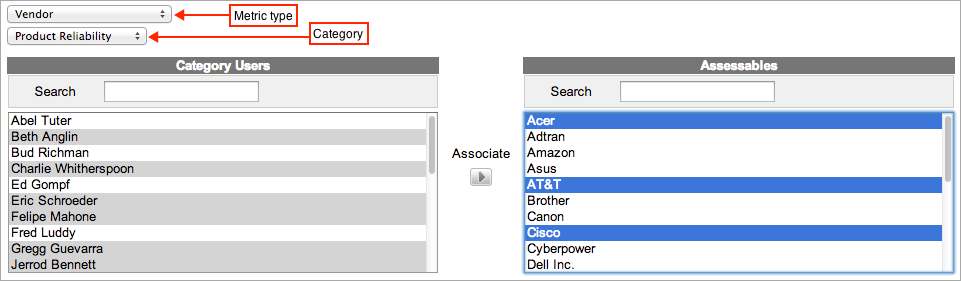 Vendor
Metric type
Product Reliability
Category
Category Users
Assessables
Search
Search
Abel Tuter
Beth Anglin
Bud Richman
Charlie Whitherspoon
Ed Gompf
Eric Schroeder
Felipe Mahone
Fred Luddy
Gregg Guevarra
Jerrod Bennett
Associate
Acer
Adtran
Amazon
Asus
AT&T
Brother
Canon
Cisco
Cyberpower
Dell Inc.